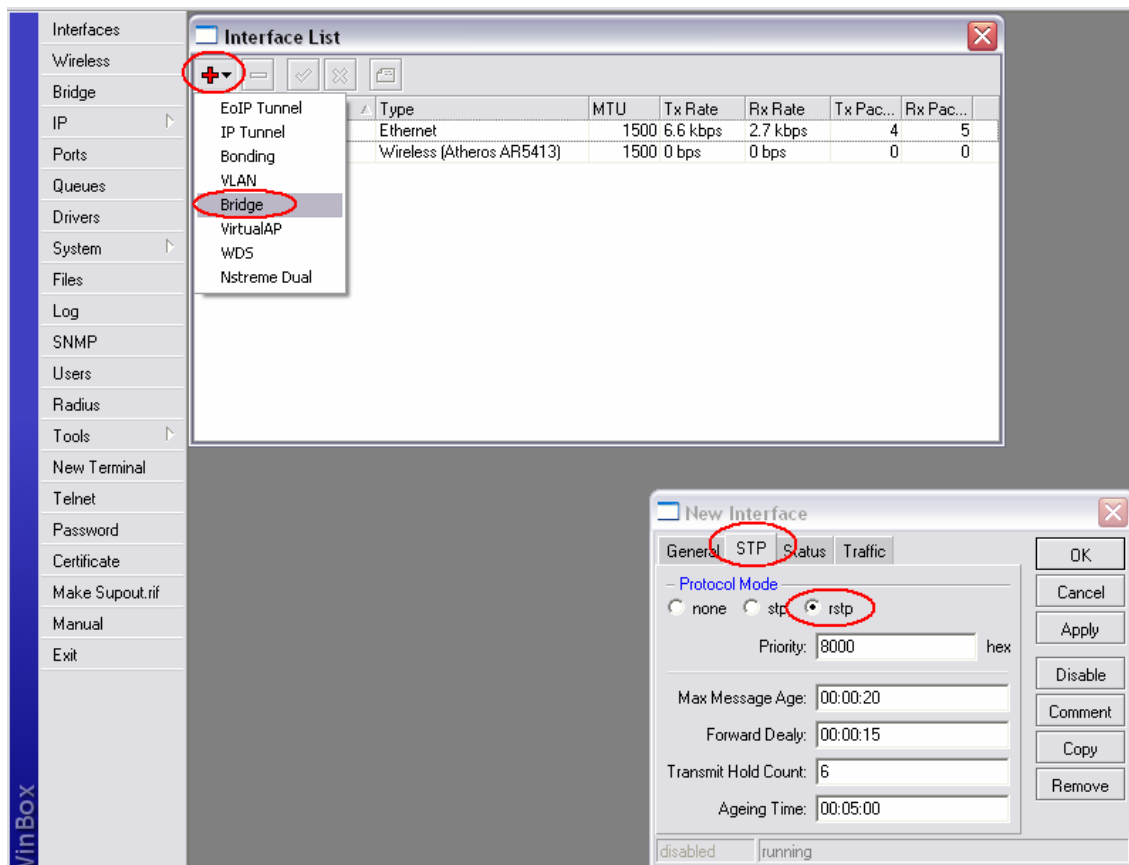 Interfaces
Wireless
Bridge
IP
Ports
Queues
Drivers
System
Files
Log
SNMP
Users
Radius
Tools
New Terminal
Telnet
Password
Certificate
Make Supout.rif
Manual
Exit
WinBox
Interface List
Type MTU Tx Rate Rx Rate Tx Pac... Rx Pac...
Ethernet 1500 6.6 kbps 2.7 kbps 4 5
Wireless (Atheros AR5413) 1500 0 bps 0 bps 0 0
EoIP Tunnel
IP Tunnel
Bonding
VLAN
Bridge
VirtualAP
WDS
Nstreme Dual
New Interface
General STP Status Traffic
Protocol Mode
none stp rstp
Priority: 8000 hex
Max Message Age: 00:00:20
Forward Dealy: 00:00:15
Transmit Hold Count: 6
Ageing Time: 00:05:00
OK
Cancel
Apply
Disable
Comment
Copy
Remove
disabled running